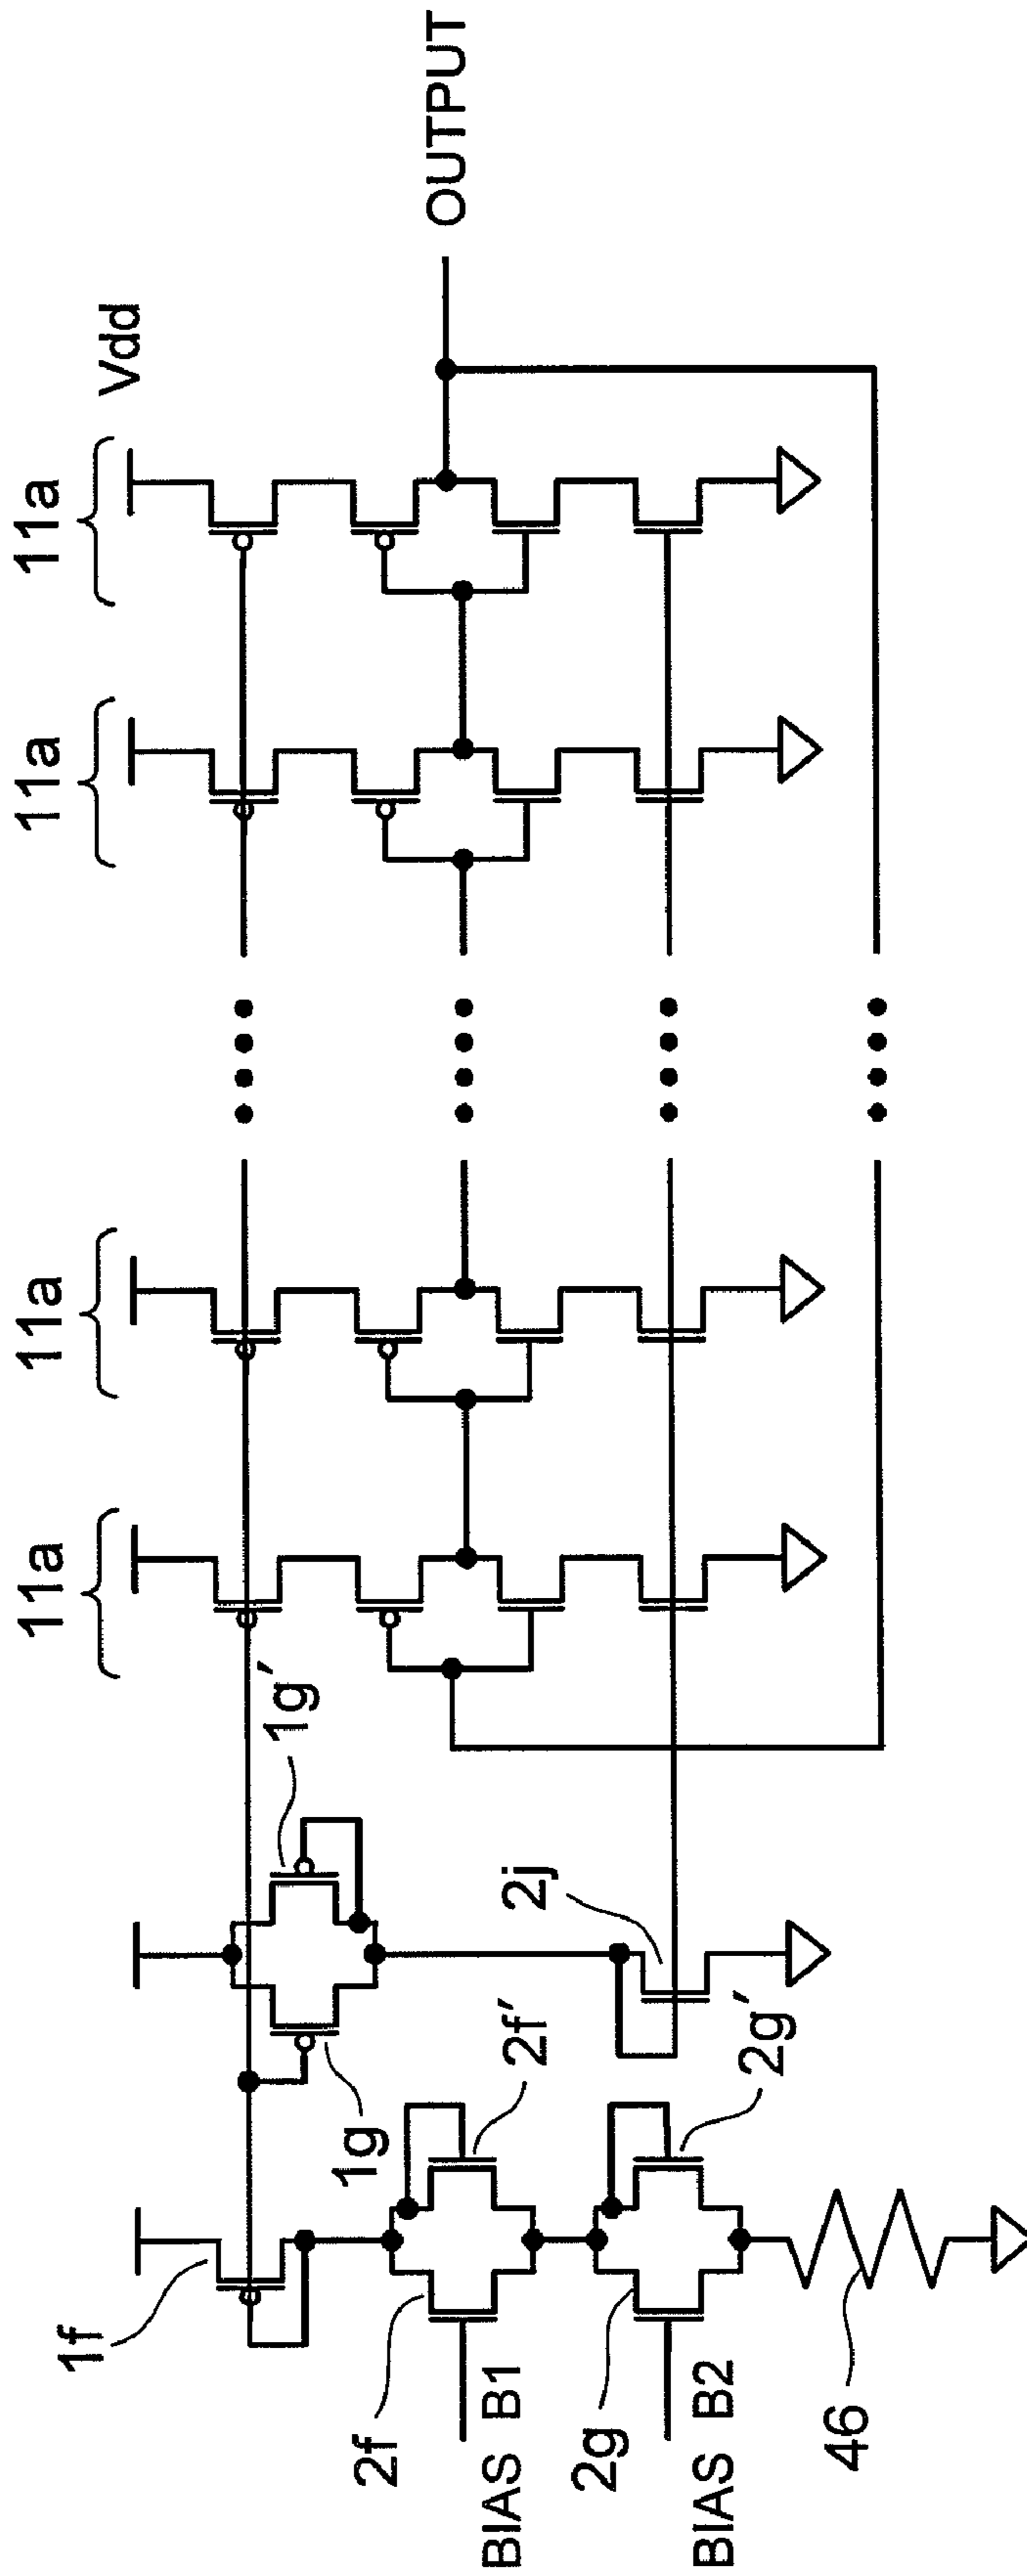 11a
11a
11a
11a
Vdd
OUTPUT
1f
1g
1g′
2f
2f′
2j
BIAS B1
2g
2g′
BIAS B2
46